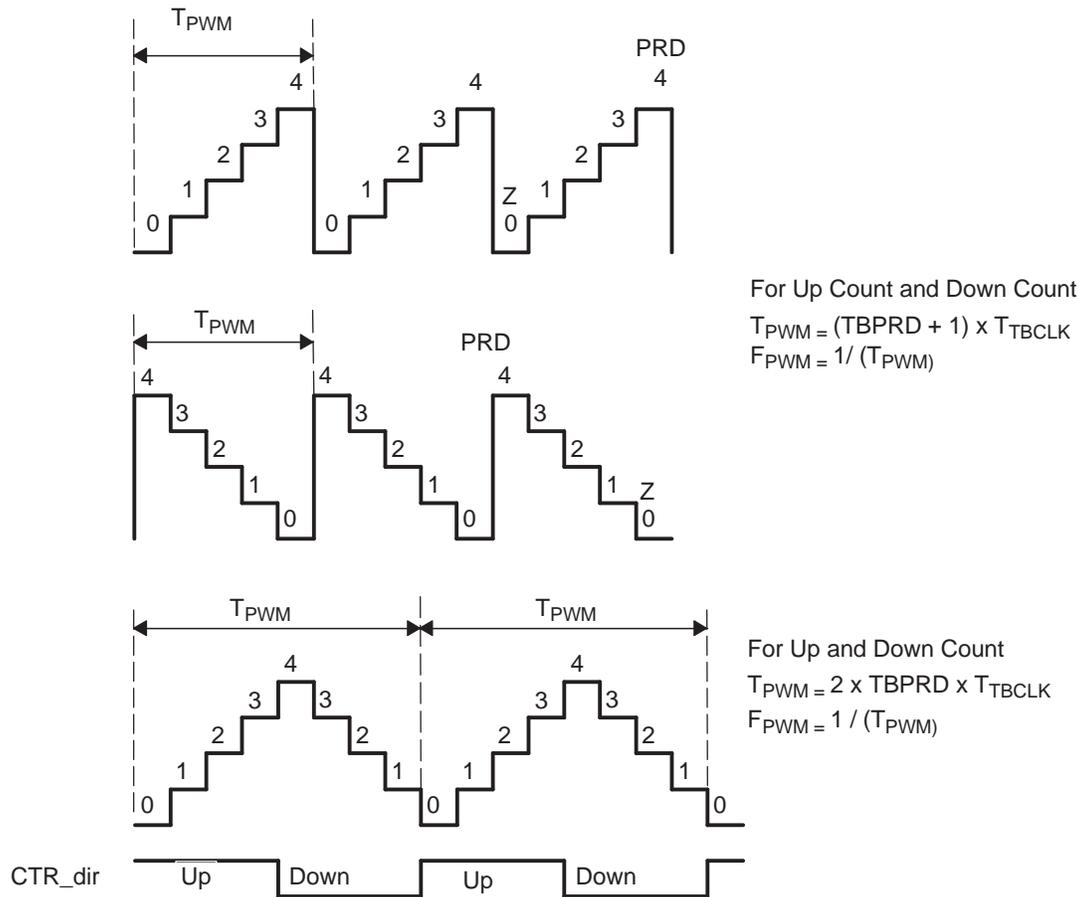 TPWM
PRD
4 4 4
3 3 3
2 2 2
1 1 Z 1
0 0 0
For Up Count and Down Count
TPWM = (TBPRD + 1) x TTBCLK
FPWM = 1/ (TPWM)
TPWM
PRD
4 4 4
3 3 3
2 2 2
1 1 1 Z
0 0 0
TPWM TPWM
For Up and Down Count
TPWM = 2 x TBPRD x TTBCLK
FPWM = 1 / (TPWM)
4 4
3 3 3 3
2 2 2 2
1 1 1 1
0 0 0
CTR_dir Up Down Up Down